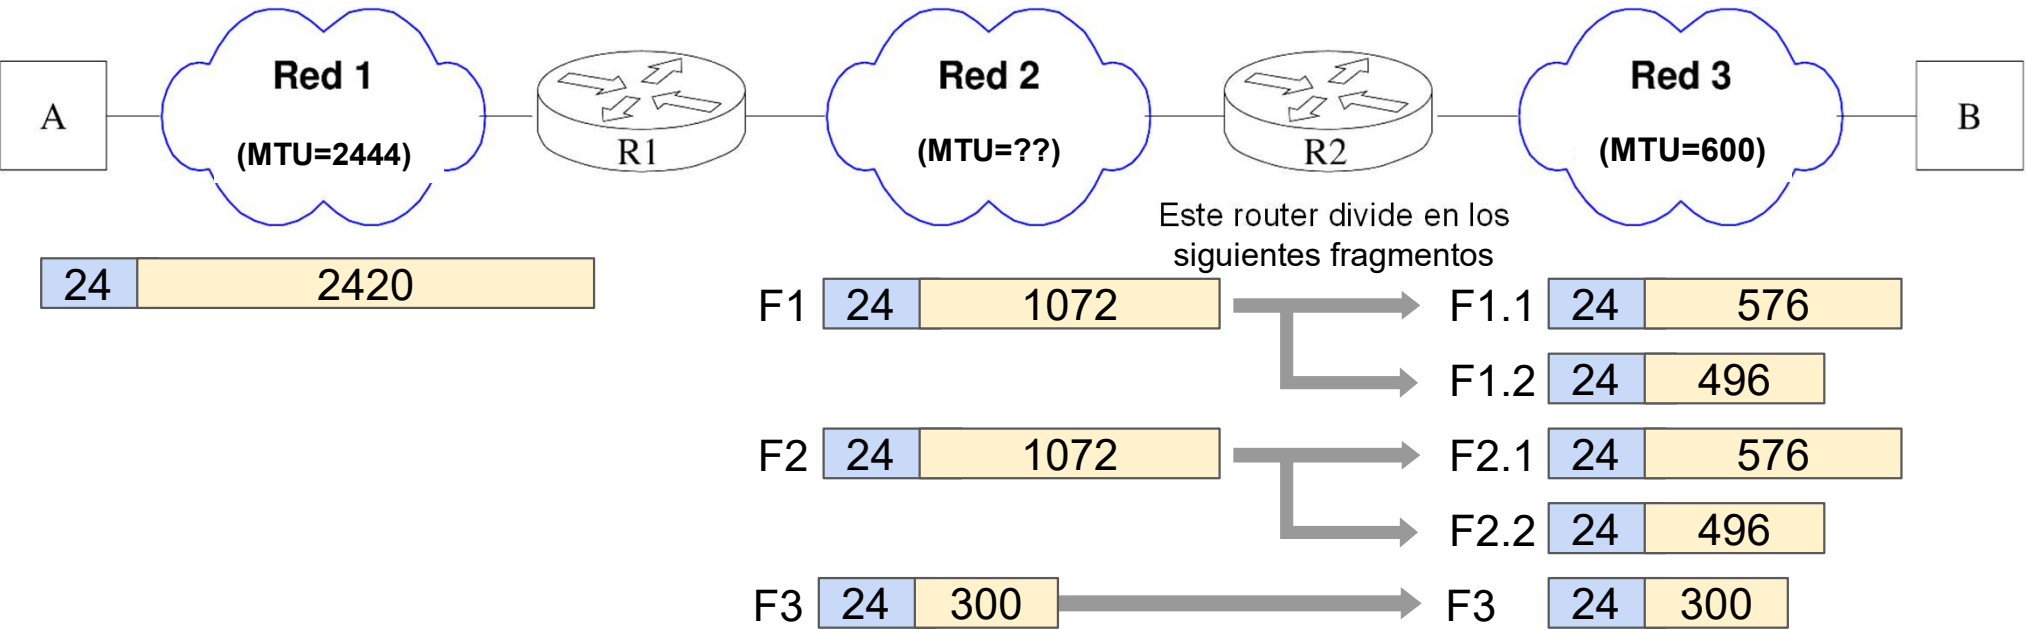 A
Red 1
(MTU=2444)
R1
Red 2
(MTU=??)
R2
Red 3
(MTU=600)
B
Este router divide en los
siguientes fragmentos
24 2420
F1 24 1072
F1.1 24 576
F1.2 24 496
F2 24 1072
F2.1 24 576
F2.2 24 496
F3 24 300
F3 24 300